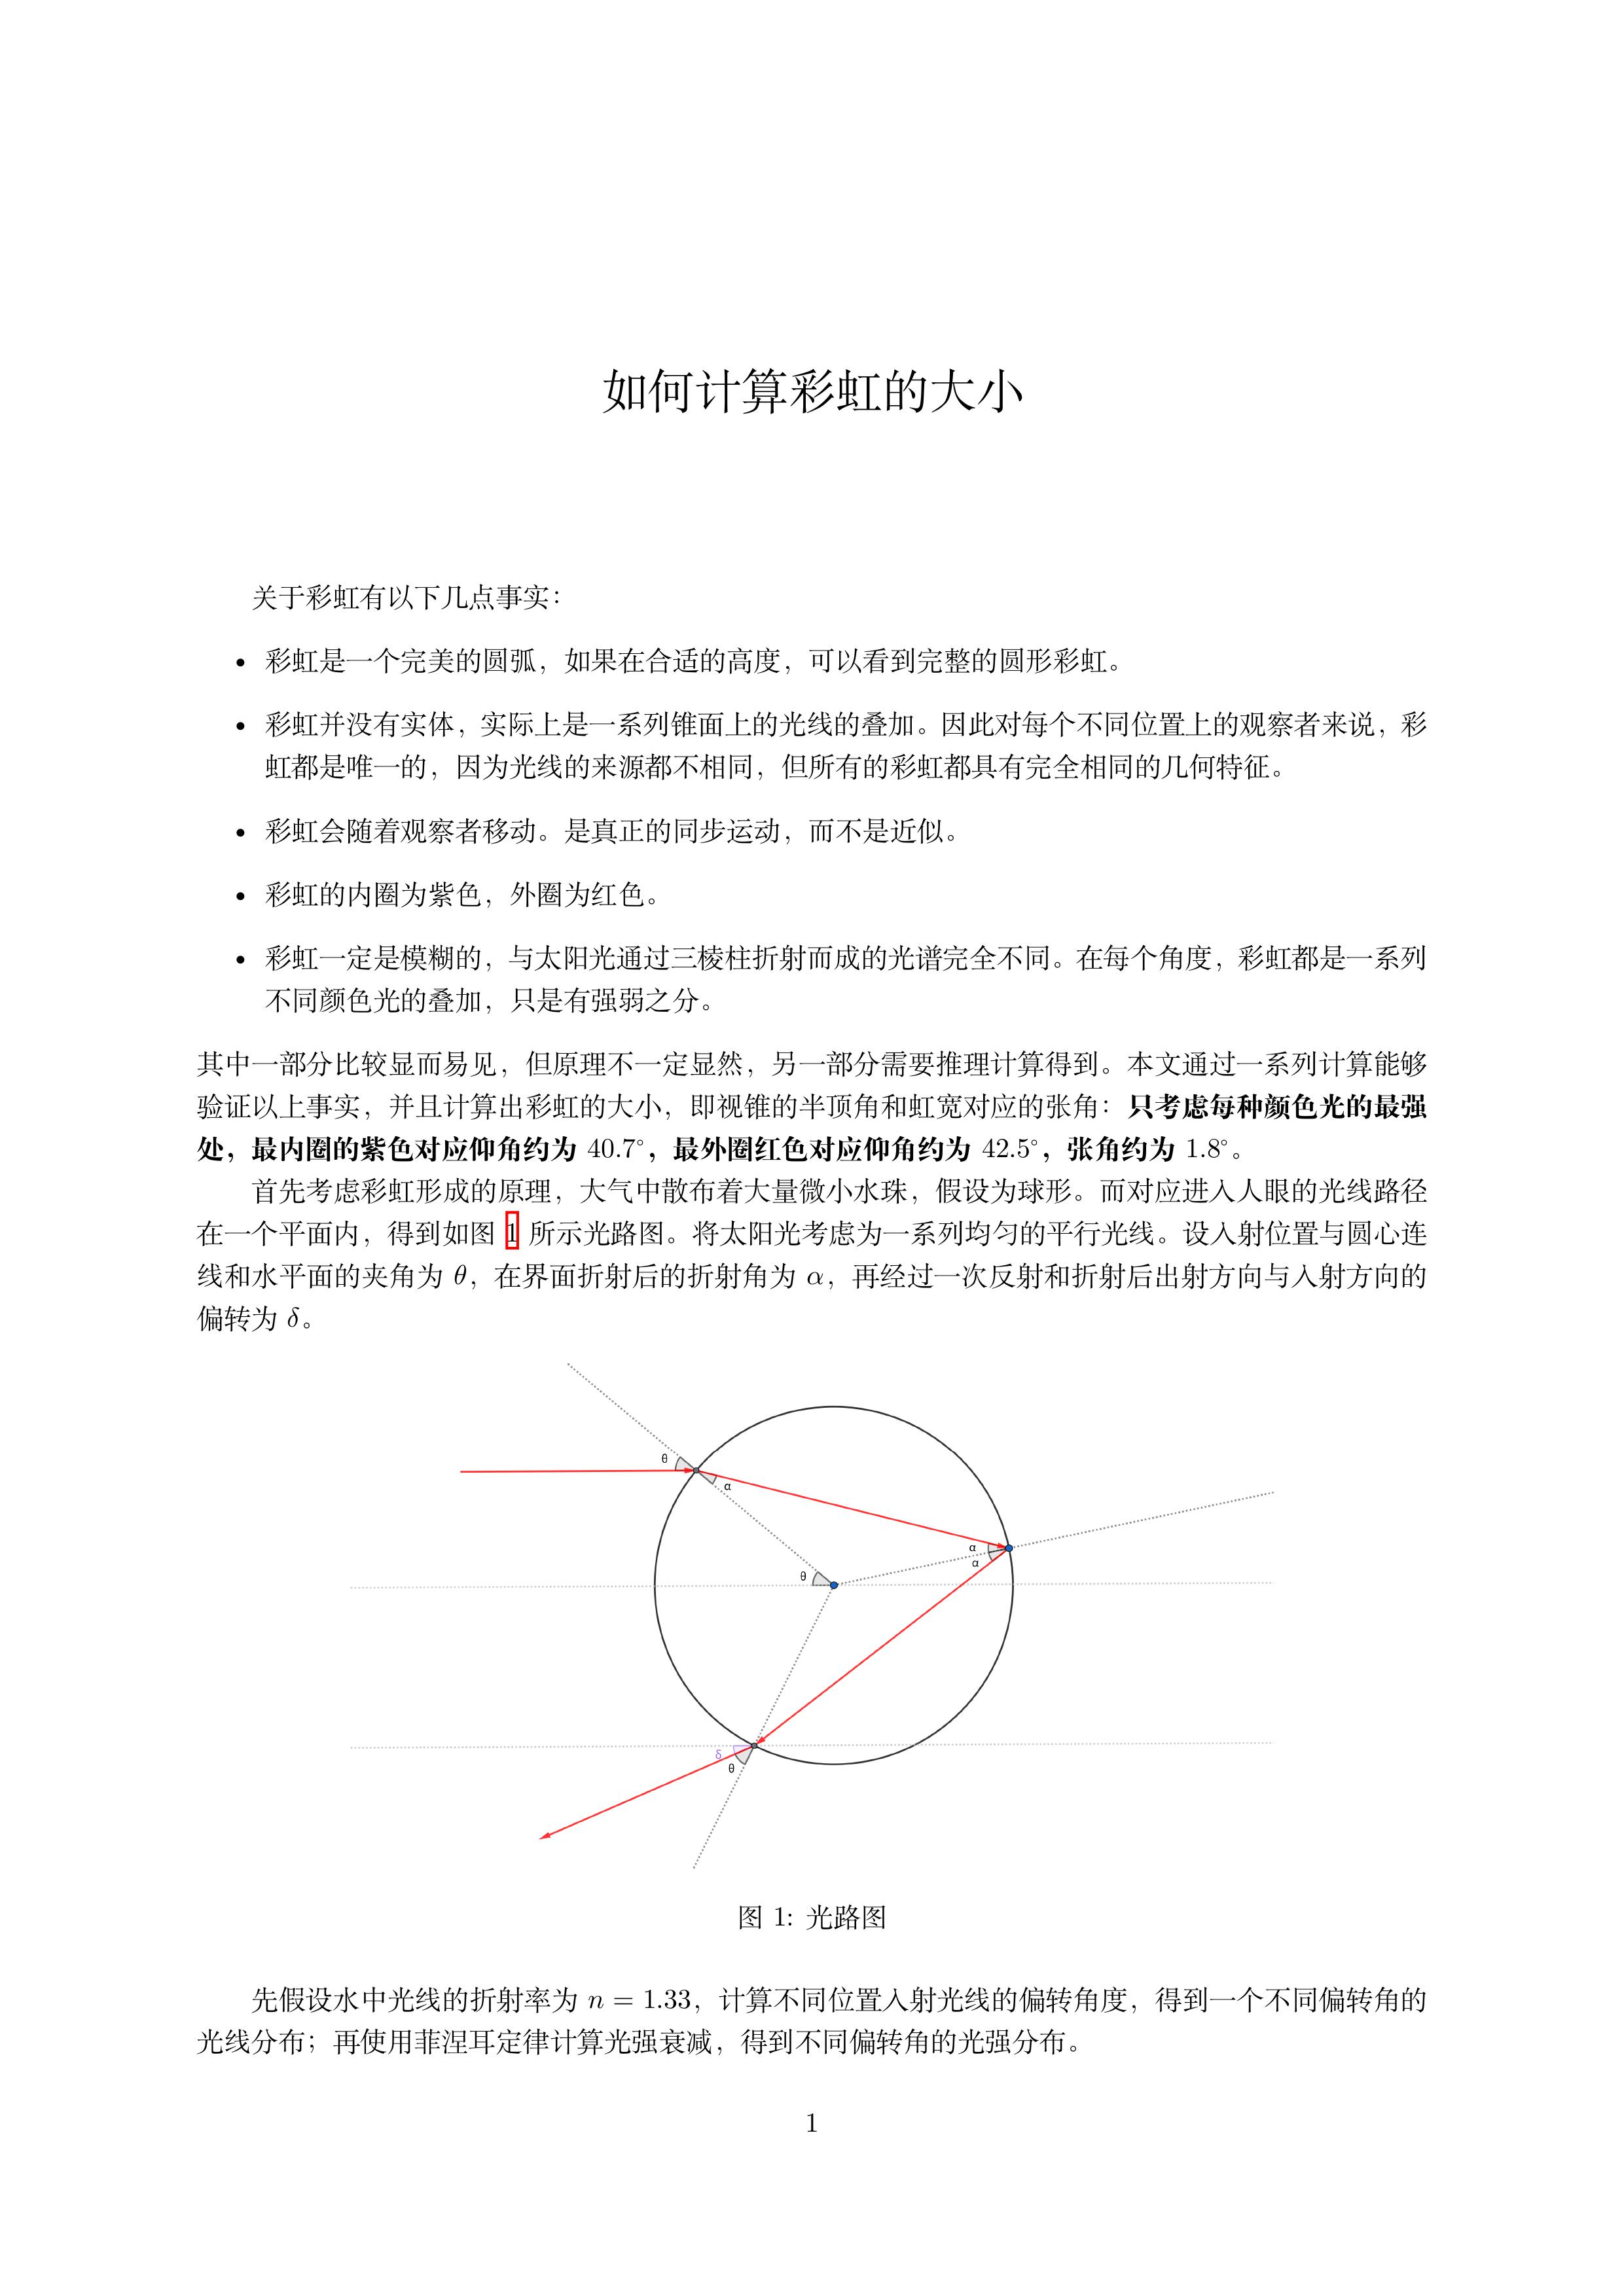 如何计算彩虹的大小
关于彩虹有以下几点事实：
• 彩虹是一个完美的圆弧，如果在合适的高度，可以看到完整的圆形彩虹。
• 彩虹并没有实体，实际上是一系列锥面上的光线的叠加。因此对每个不同位置上的观察者来说，彩
虹都是唯一的，因为光线的来源都不相同，但所有的彩虹都具有完全相同的几何特征。
• 彩虹会随着观察者移动。是真正的同步运动，而不是近似。
• 彩虹的内圈为紫色，外圈为红色。
• 彩虹一定是模糊的，与太阳光通过三棱柱折射而成的光谱完全不同。在每个角度，彩虹都是一系列
不同颜色光的叠加，只是有强弱之分。
其中一部分比较显而易见，但原理不一定显然，另一部分需要推理计算得到。本文通过一系列计算能够
验证以上事实，并且计算出彩虹的大小，即视锥的半顶角和虹宽对应的张角：只考虑每种颜色光的最强
处，最内圈的紫色对应仰角约为 40.7°，最外圈红色对应仰角约为 42.5°，张角约为 1.8°。
首先考虑彩虹形成的原理，大气中散布着大量微小水珠，假设为球形。而对应进入人眼的光线路径
在一个平面内，得到如图 1 所示光路图。将太阳光考虑为一系列均匀的平行光线。设入射位置与圆心连
线和水平面的夹角为 θ，在界面折射后的折射角为 α，再经过一次反射和折射后出射方向与入射方向的
偏转为 δ。
θ
α
α
α
θ
δ
θ
图 1: 光路图
先假设水中光线的折射率为 n = 1.33，计算不同位置入射光线的偏转角度，得到一个不同偏转角的
光线分布；再使用菲涅耳定律计算光强衰减，得到不同偏转角的光强分布。
1